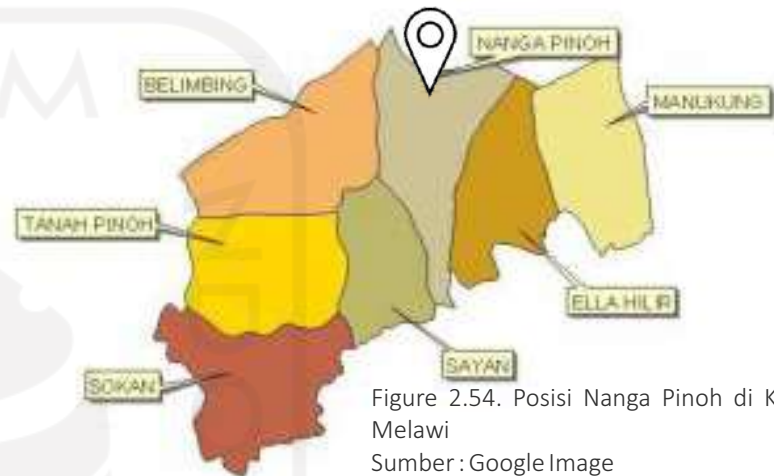 NANGA PINOH
BELIMBING
MANUKUNG
TANAH PINOH
ELLA HILIR
SAYAN
SOKAN
Figure 2.54. Posisi Nanga Pinoh di K
Melawi
Sumber : Google Image